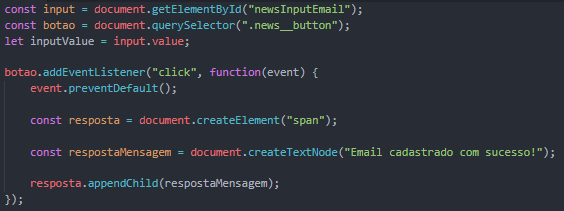 const input = document.getElementById("newsInputEmail");
const botao = document.querySelector(".news__button");
let inputValue = input.value;
botao.addEventListener("click", function(event) {
event.preventDefault();
const resposta = document.createElement("span");
const respostaMensagem = document.createTextNode("Email cadastrado com sucesso!");
resposta.appendChild(respostaMensagem);
});